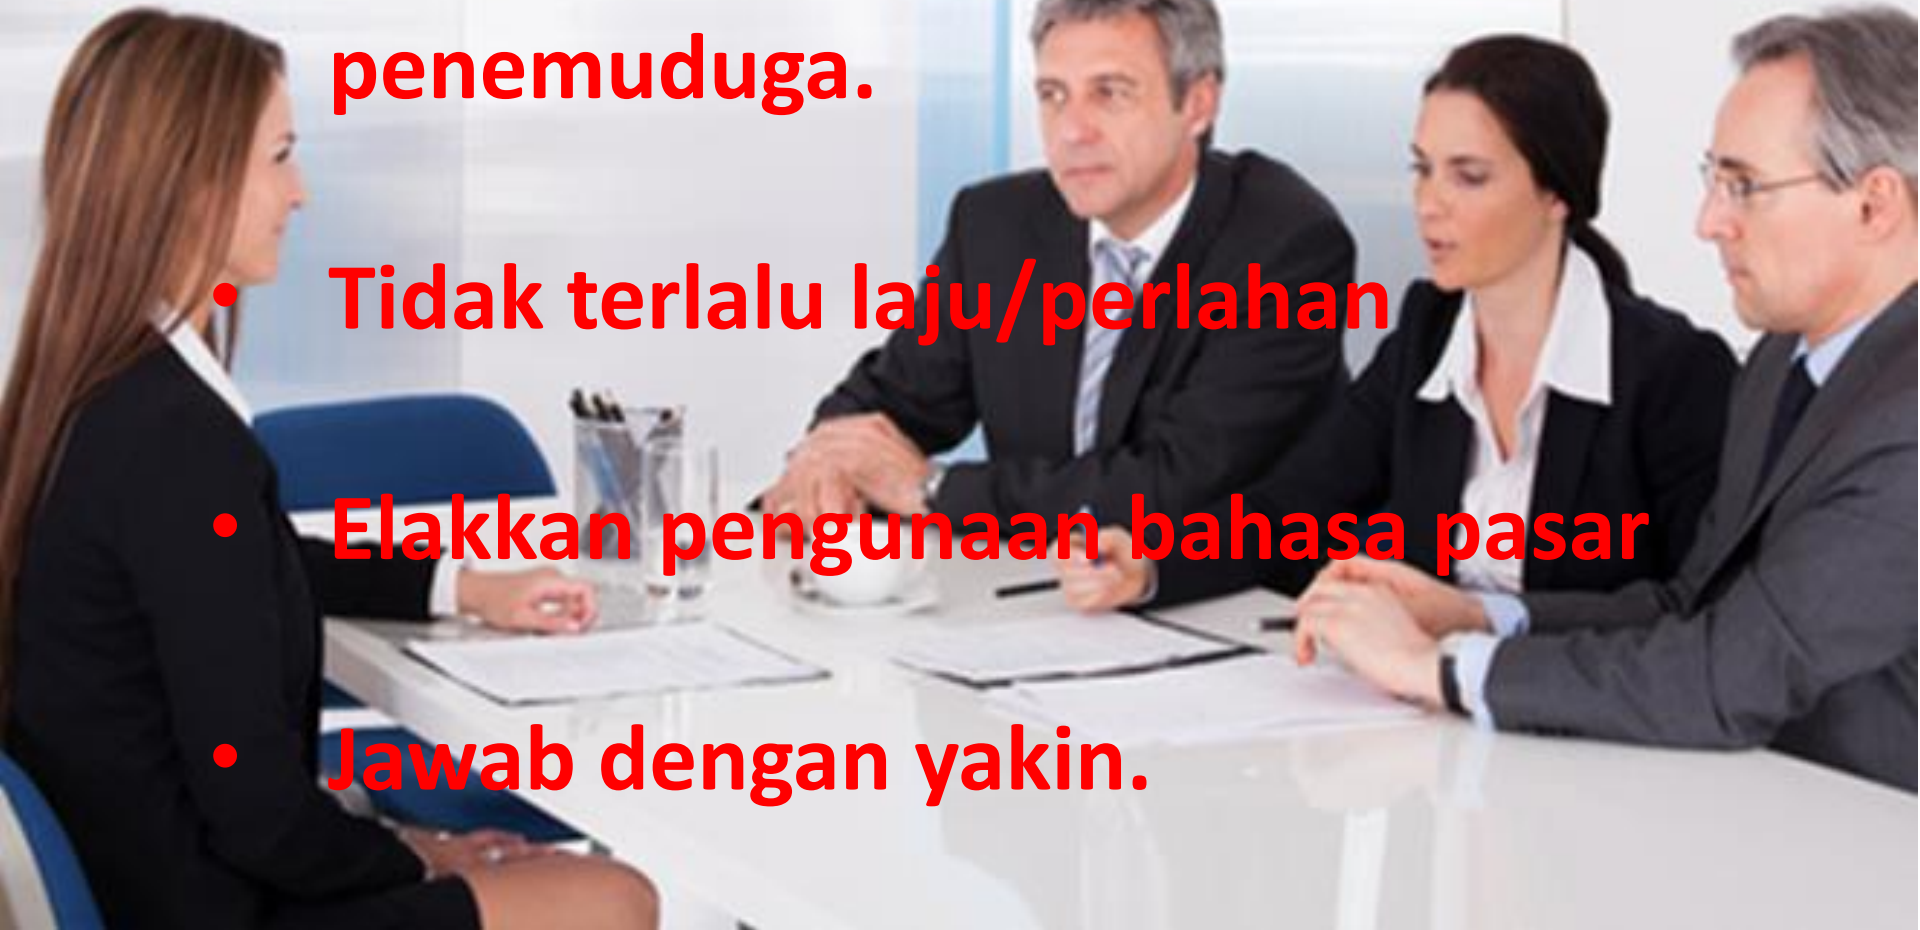 penemuduga.
• Tidak terlalu laju/perlahan
• Elakkan pengunaan bahasa pasar
• Jawab dengan yakin.